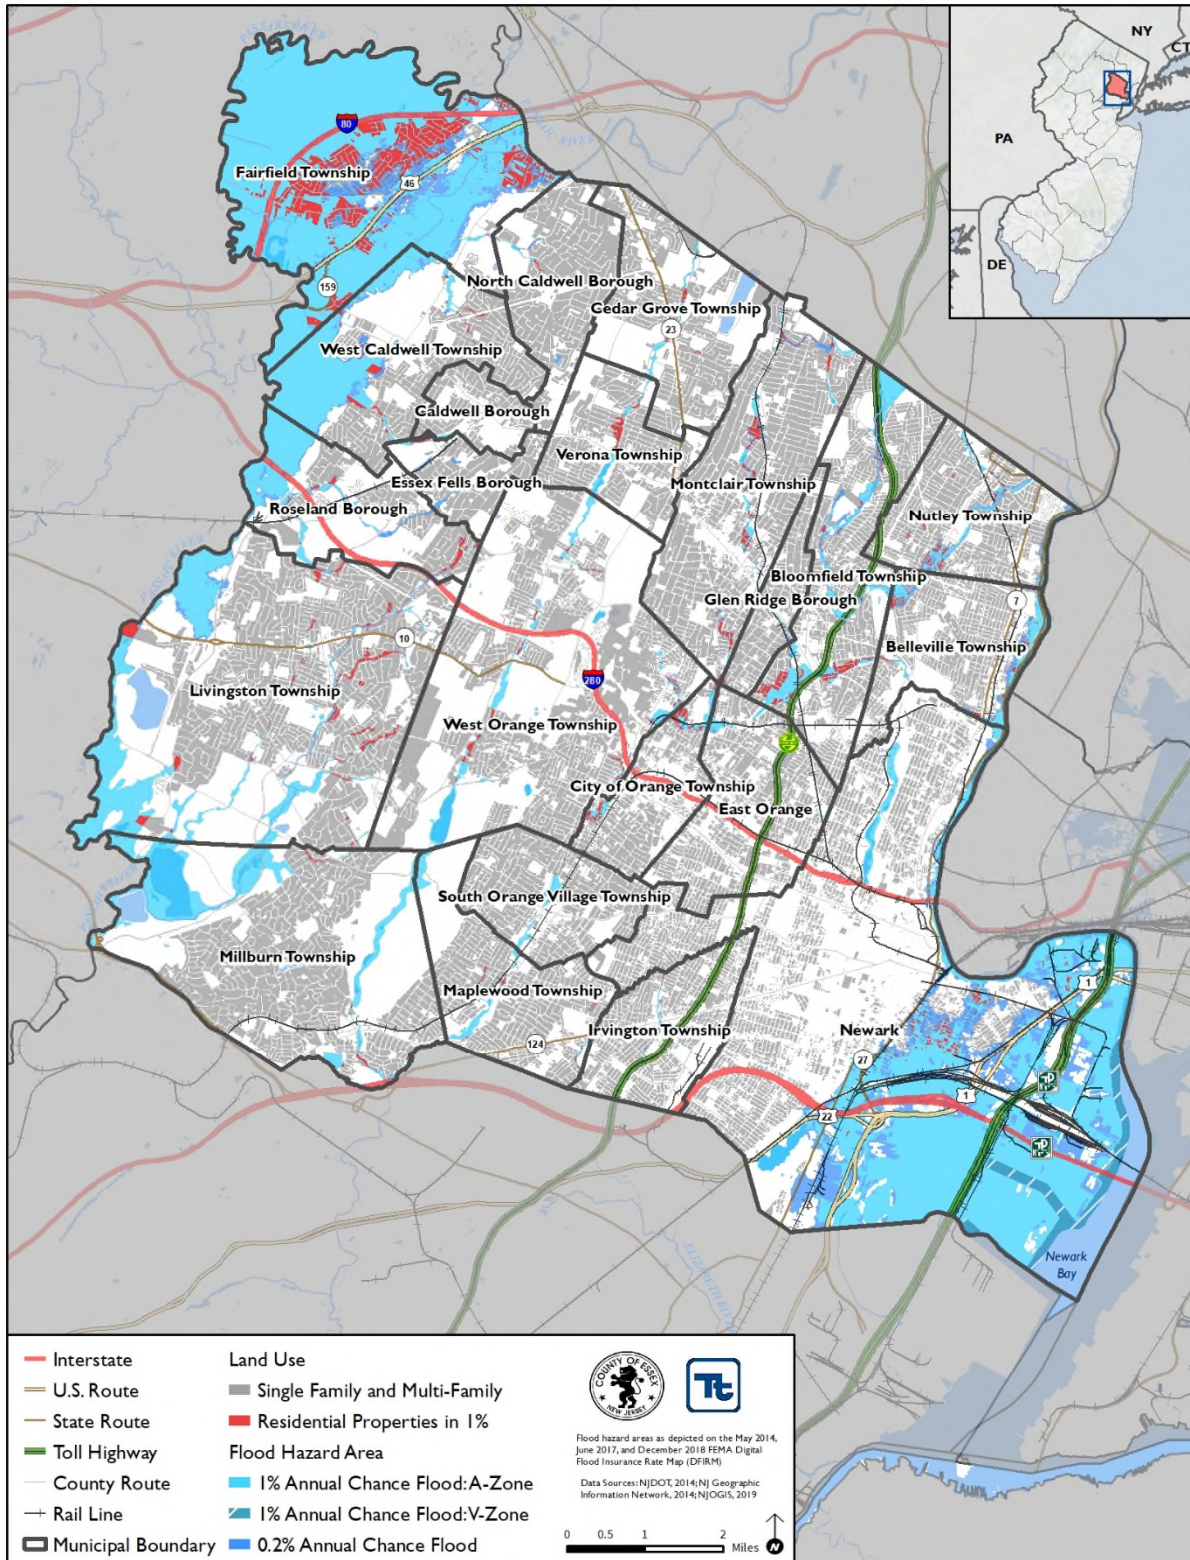 NY
CT
PA
DE
PASSAIC RIVER
80
Fairfield Township
46
159
North Caldwell Borough
Cedar Grove Township
23
West Caldwell Township
Caldwell Borough
Verona Township
Essex Fells Borough
Montclair Township
Roseland Borough
Nutley Township
Bloomfield Township
Glen Ridge Borough
7
10
Belleville Township
280
Livingston Township
West Orange Township
City of Orange Township
East Orange
South Orange Village Township
Millburn Township
Maplewood Township
1
Irvington Township
Newark
124
27
22
1
ELIZABETH RIVER
Newark
Bay
Interstate
U.S. Route
State Route
Toll Highway
County Route
Rail Line
Municipal Boundary
Land Use
Single Family and Multi-Family
Residential Properties in 1%
Flood Hazard Area
1% Annual Chance Flood: A-Zone
1% Annual Chance Flood: V-Zone
0.2% Annual Chance Flood
COUNTY OF ESSEX
NEW JERSEY
Tt
Flood hazard areas as depicted on the May 2014,
June 2017, and December 2018 FEMA Digital
Flood Insurance Rate Map (DFIRM)
Data Sources: NJDOT, 2014; NJ Geographic
Information Network, 2014; NJOGIS, 2019
0 0.5 1 2
Miles
N